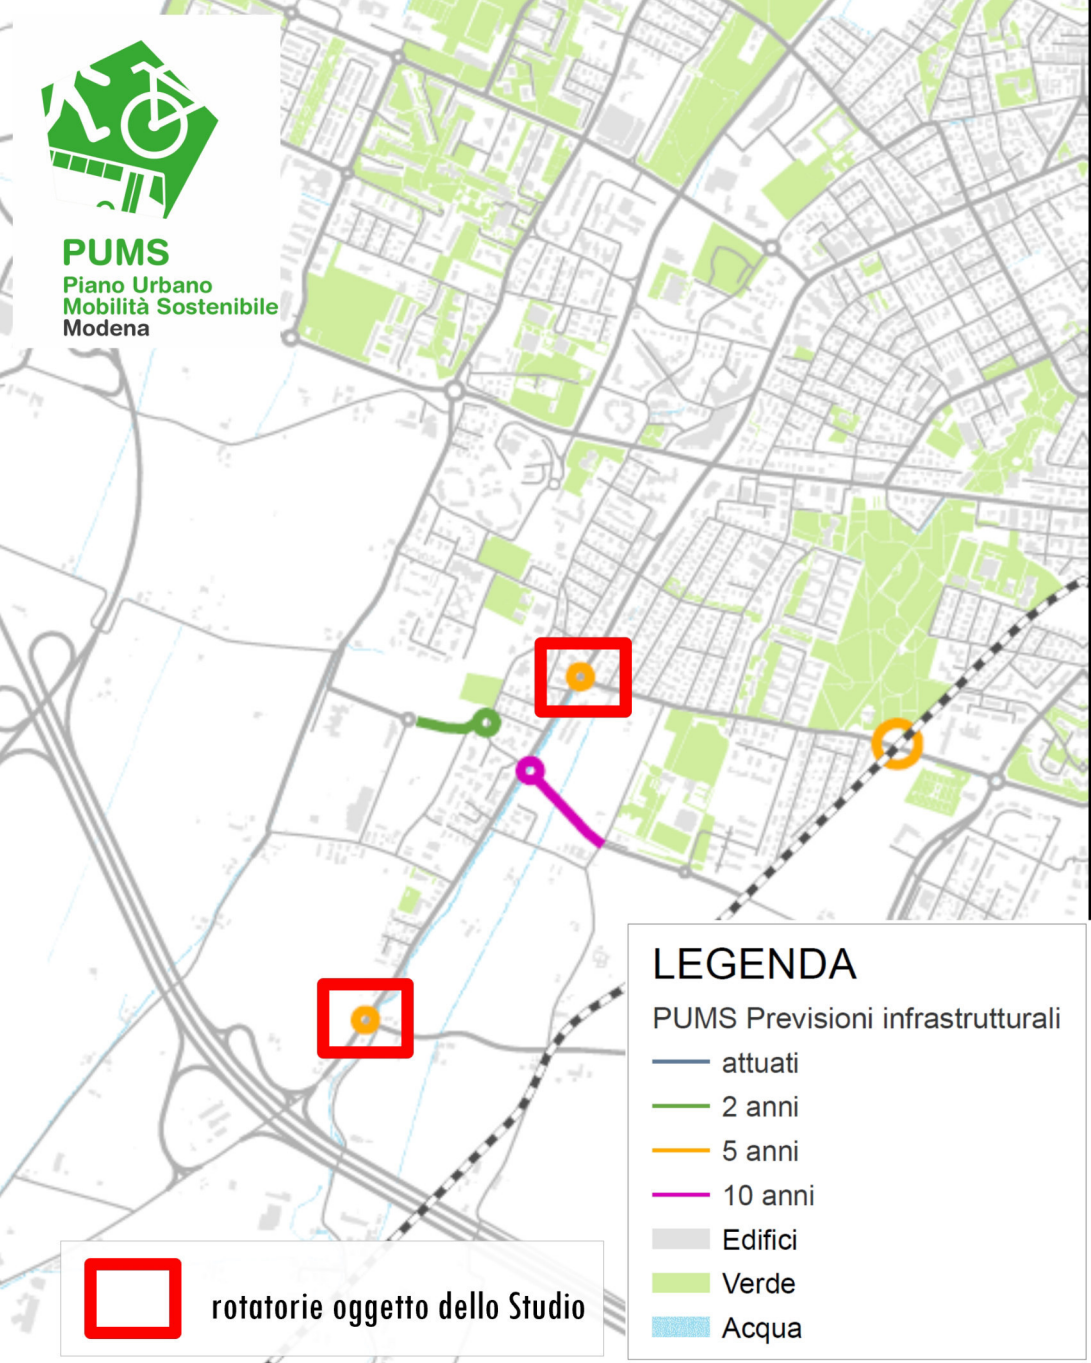 PUMS
Piano Urbano
Mobilità Sostenibile
Modena
LEGENDA
PUMS Previsioni infrastrutturali
attuati
2 anni
5 anni
10 anni
Edifici
Verde
Acqua
rotatorie oggetto dello Studio